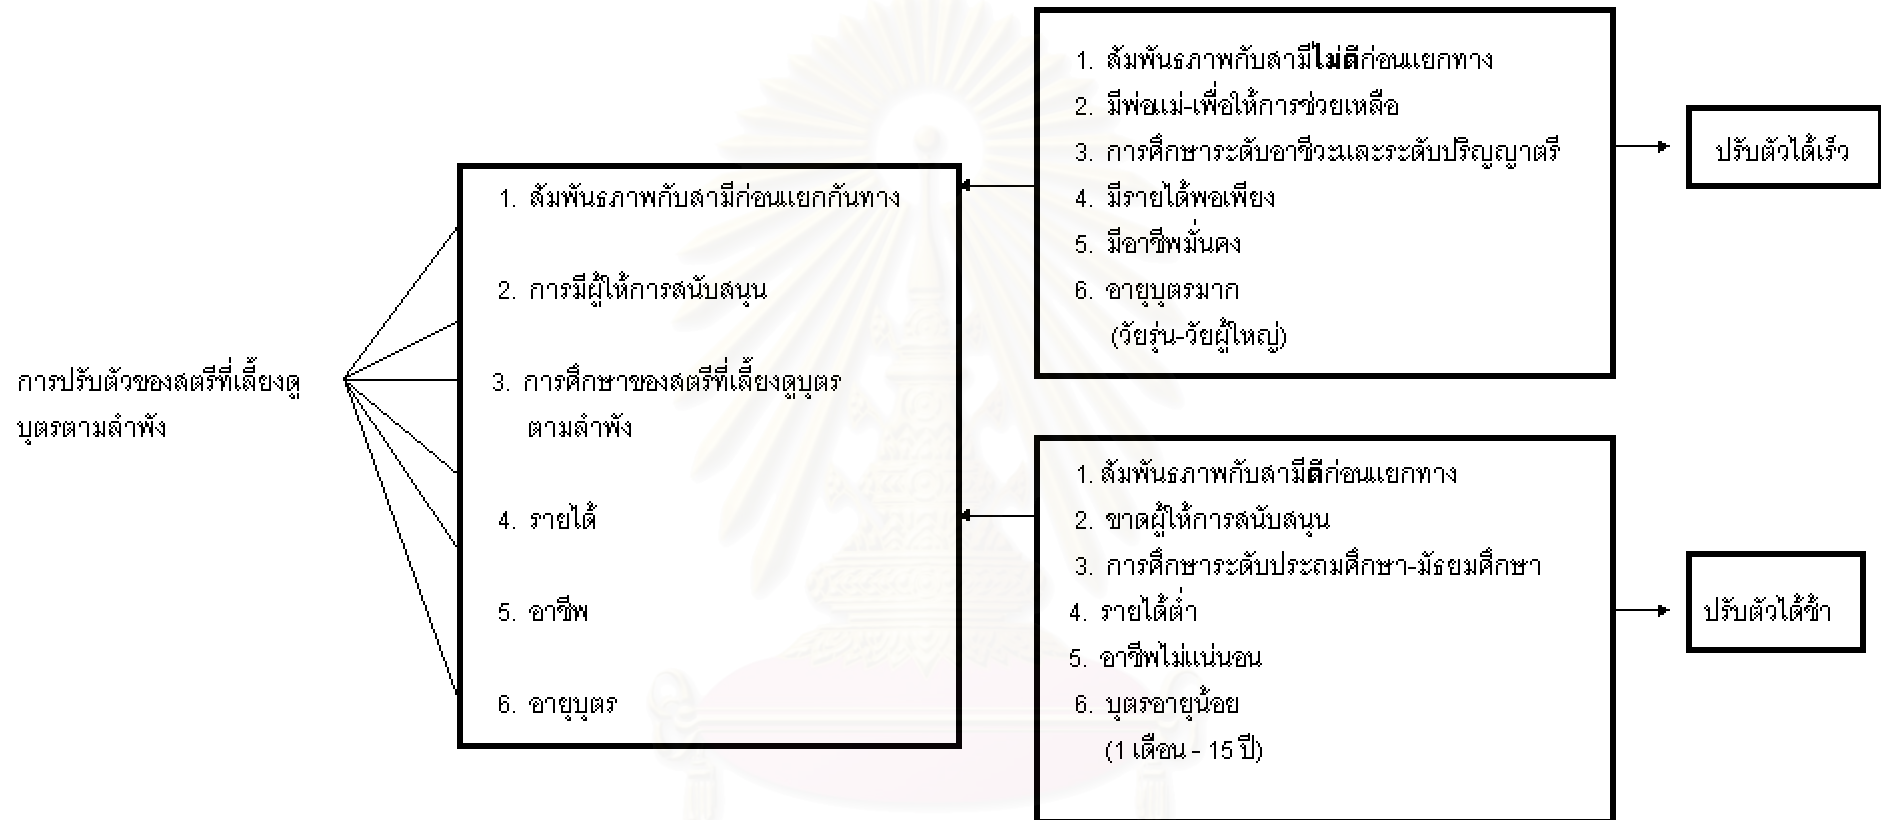 การปรับตัวของสตรีที่เลี้ยงดู
บุตรตามลำพัง
1. สัมพันธภาพกับสามีก่อนแยกกันทาง
2. การมีผู้ให้การสนับสนุน
3. การศึกษาของสตรีที่เลี้ยงดูบุตร
ตามลำพัง
4. รายได้
5. อาชีพ
6. อายุบุตร
1. สัมพันธภาพกับสามีไม่ดีก่อนแยกทาง
2. มีพ่อแม่-เพื่อให้การช่วยเหลือ
3. การศึกษาระดับอาชีวะและระดับปริญญาตรี
4. มีรายได้พอเพียง
5. มีอาชีพมั่นคง
6. อายุบุตรมาก
(วัยรุ่น-วัยผู้ใหญ่)
ปรับตัวได้เร็ว
1. สัมพันธภาพกับสามีดีก่อนแยกทาง
2. ขาดผู้ให้การสนับสนุน
3. การศึกษาระดับประถมศึกษา-มัธยมศึกษา
4. รายได้ต่ำ
5. อาชีพไม่แน่นอน
6. บุตรอายุน้อย
(1 เดือน - 15 ปี)
ปรับตัวได้ช้า